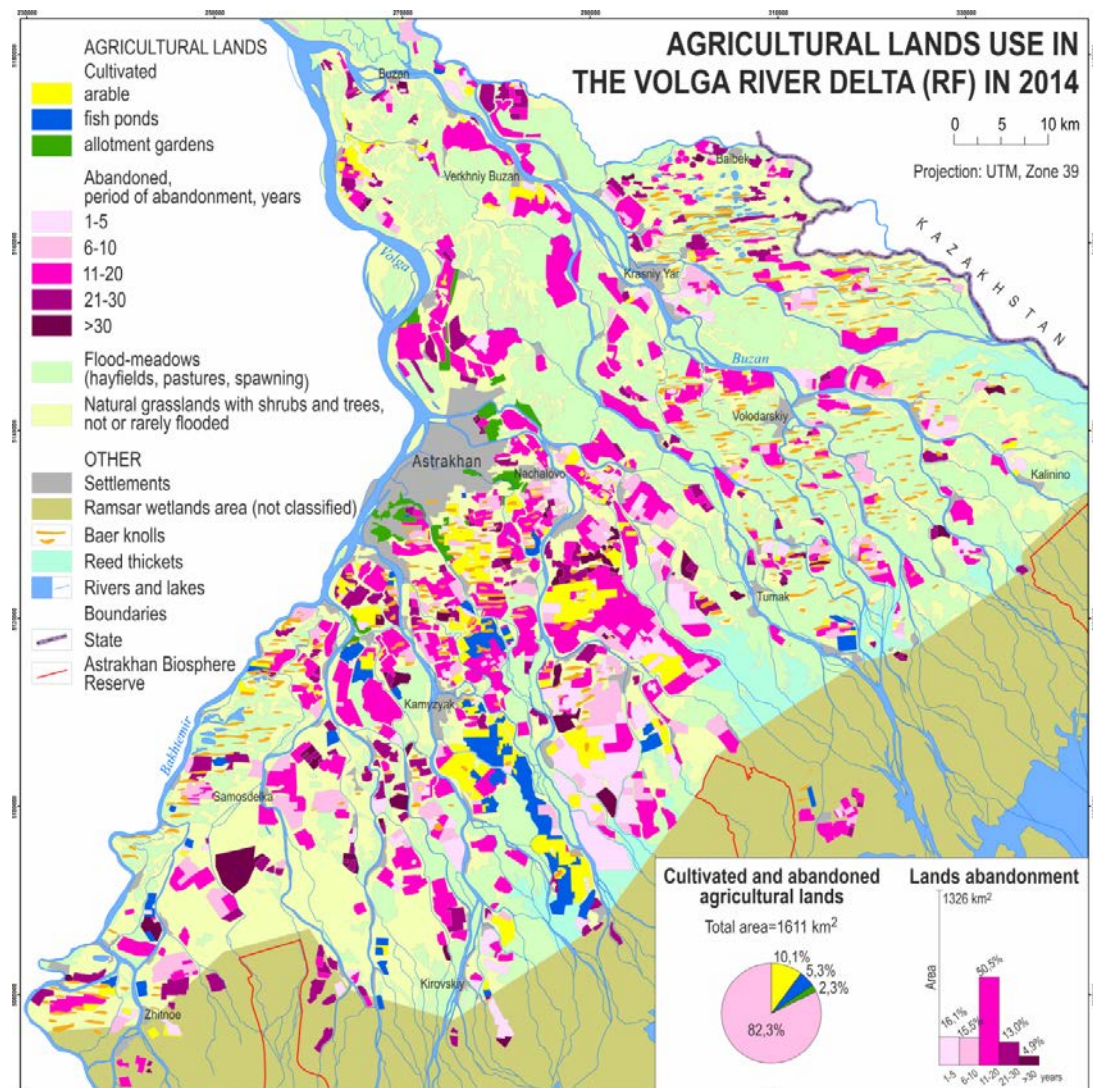 AGRICULTURAL LANDS USE IN
THE VOLGA RIVER DELTA (RF) IN 2014
0 5 10 km
Projection: UTM, Zone 39
AGRICULTURAL LANDS
Cultivated
arable
fish ponds
allotment gardens
Abandoned,
period of abandonment, years
1-5
6-10
11-20
21-30
>30
Flood-meadows
(hayfields, pastures, spawning)
Natural grasslands with shrubs and trees,
not or rarely flooded
OTHER
Settlements
Ramsar wetlands area (not classified)
Baer knolls
Reed thickets
Rivers and lakes
Boundaries
State
Astrakhan Biosphere
Reserve
Buzan
Verkhniy Buzan
Balbek
KAZAKHSTAN
Volga
Krasniy Yar
Buzan
Volodarskiy
Astrakhan
Nachalovo
Kalinino
Tumak
Kamyzyak
Bakhtemir
Samosdelka
Kirovskiy
Zhitnoe
Cultivated and abandoned
agricultural lands
Total area=1611 km²
10,1%
5,3%
2,3%
82,3%
Lands abandonment
1326 km²
Area
16,1%
15,5%
50,5%
13,0%
4,9%
1-5
6-10
11-20
21-30
>30
years